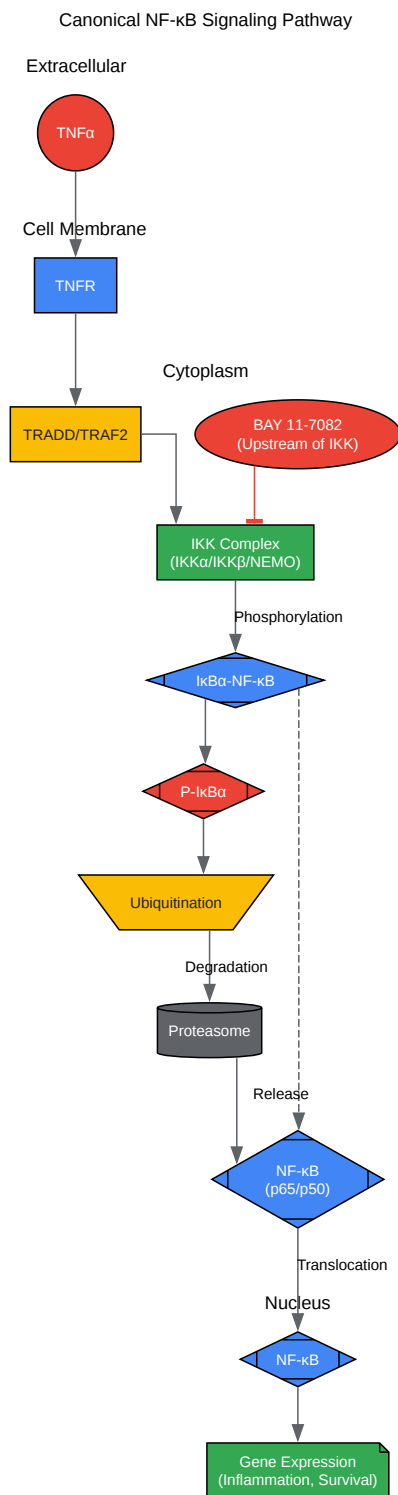 Canonical NF-κB Signaling Pathway
Extracellular
TNFα
Cell Membrane
TNFR
Cytoplasm
TRADD/TRAF2
BAY 11-7082
(Upstream of IKK)
IKK Complex
(IKKα/IKKβ/NEMO)
Phosphorylation
IκBα-NF-κB
P-IκBα
Ubiquitination
Degradation
Proteasome
Release
NF-κB
(p65/p50)
Translocation
Nucleus
NF-κB
Gene Expression
(Inflammation, Survival)